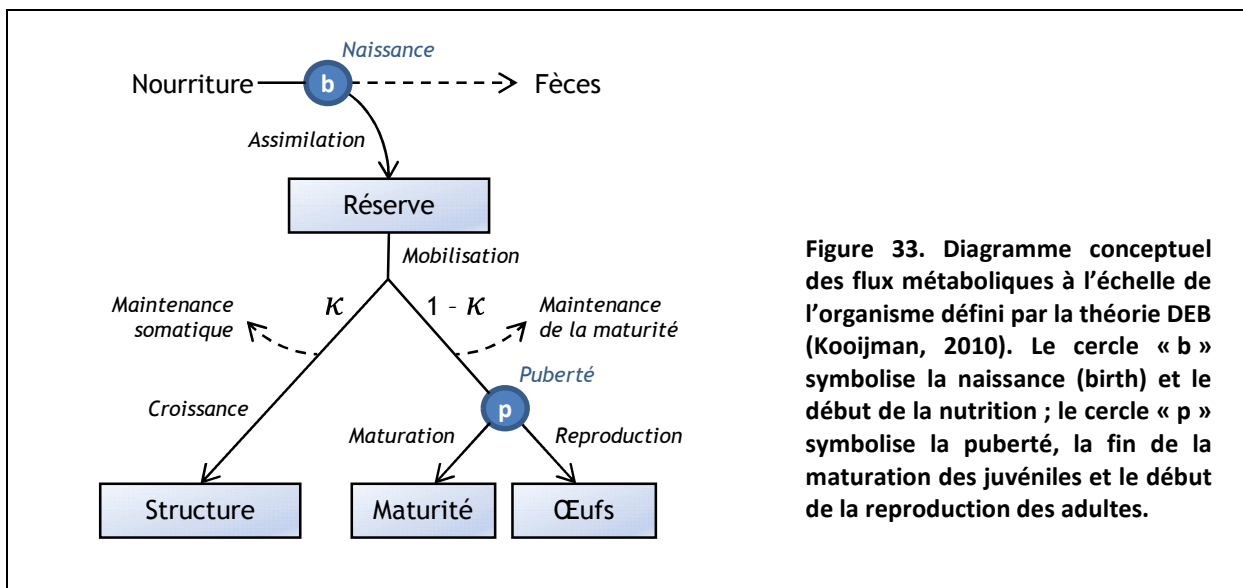 Naissance
Nourriture b Fèces
Assimilation
Réserve
Mobilisation
Maintenance
somatique
κ
1 - κ
Maintenance
de la maturité
Puberté
p
Croissance
Maturation
Reproduction
Structure
Maturité
Œufs
Figure 33. Diagramme conceptuel
des flux métaboliques à l’échelle de
l’organisme défini par la théorie DEB
(Kooijman, 2010). Le cercle « b »
symbolise la naissance (birth) et le
début de la nutrition ; le cercle « p »
symbolise la puberté, la fin de la
maturation des juvéniles et le début
de la reproduction des adultes.